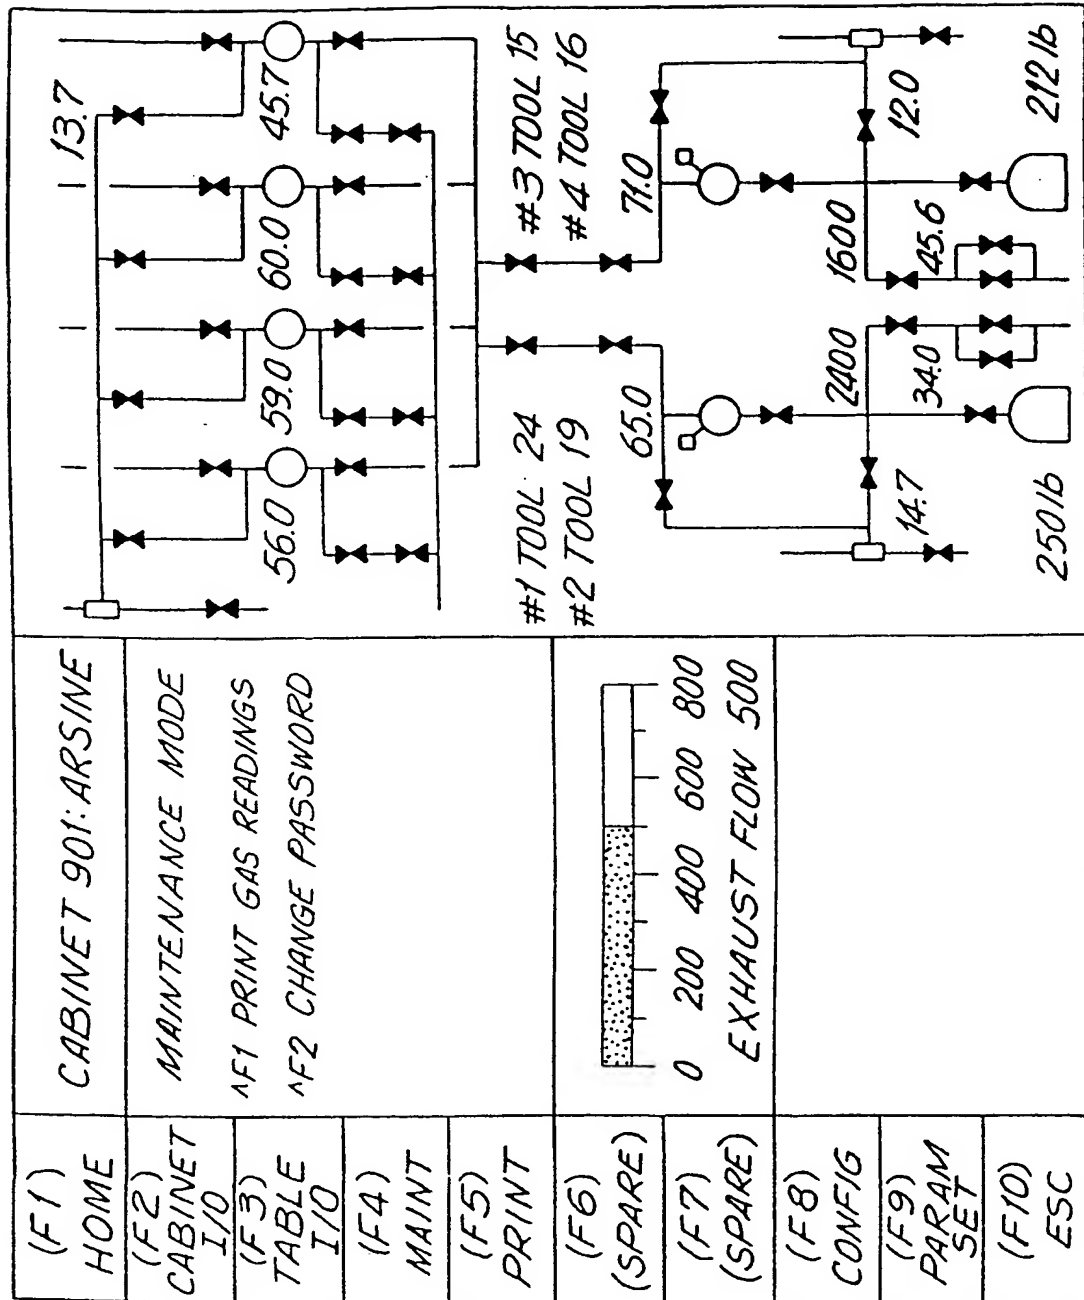 (F1)
HOME
(F2)
CABINET
I/O
(F3)
TABLE
I/O
(F4)
MAINT
(F5)
PRINT
(F6)
(SPARE)
(F7)
(SPARE)
(F8)
CONFIG
(F9)
PARAM
SET
(F10)
ESC
CABINET 901: ARSINE
MAINTENANCE MODE
^F1 PRINT GAS READINGS
^F2 CHANGE PASSWORD
0 200 400 600 800
EXHAUST FLOW 500
13.7
56.0 59.0 60.0 45.7
#1 TOOL 24
#2 TOOL 19
#3 TOOL 15
#4 TOOL 16
65.0 71.0
2400 1600
14.7 34.0 45.6 12.0
250 lb 212 lb